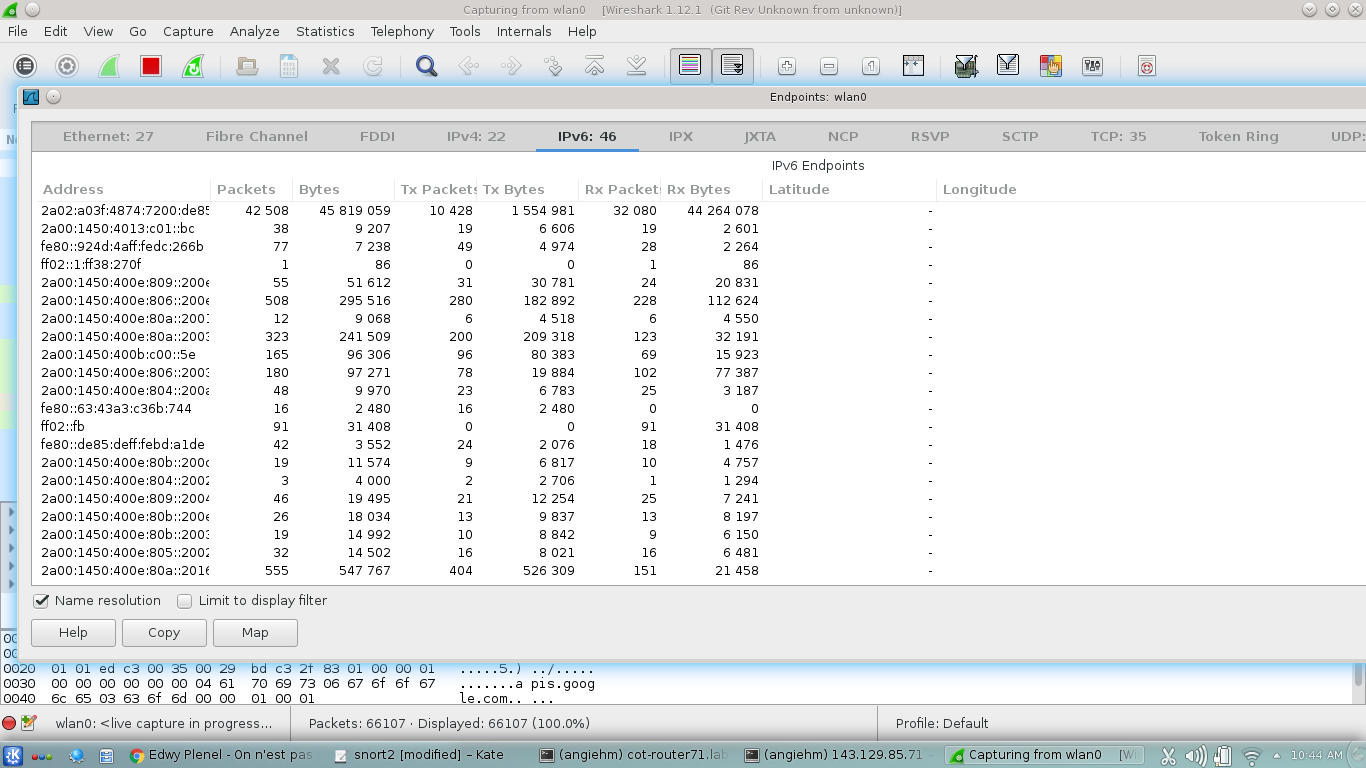 Capturing from wlan0 [Wireshark 1.12.1 (Git Rev Unknown from unknown)]
File Edit View Go Capture Analyze Statistics Telephony Tools Internals Help
Endpoints: wlan0
Ethernet: 27 Fibre Channel FDDI IPv4: 22 IPv6: 46 IPX JXTA NCP RSVP SCTP TCP: 35 Token Ring UDP:
IPv6 Endpoints
Address Packets Bytes Tx Packets Tx Bytes Rx Packet Rx Bytes Latitude Longitude
2a02:a03f:4874:7200:de85 42 508 45 819 059 10 428 1 554 981 32 080 44 264 078 -
2a00:1450:4013:c01::bc 38 9 207 19 6 606 19 2 601 -
fe80::924d:4aff:fedc:266b 77 7 238 49 4 974 28 2 264 -
ff02::1:ff38:270f 1 86 0 0 1 86 -
2a00:1450:400e:809::200e 55 51 612 31 30 781 24 20 831 -
2a00:1450:400e:806::200e 508 295 516 280 182 892 228 112 624 -
2a00:1450:400e:80a::2001 12 9 068 6 4 518 6 4 550 -
2a00:1450:400e:80a::2003 323 241 509 200 209 318 123 32 191 -
2a00:1450:400b:c00::5e 165 96 306 96 80 383 69 15 923 -
2a00:1450:400e:806::2003 180 97 271 78 19 884 102 77 387 -
2a00:1450:400e:804::200a 48 9 970 23 6 783 25 3 187 -
fe80::63:43a3:c36b:744 16 2 480 16 2 480 0 0 -
ff02::fb 91 31 408 0 0 91 31 408 -
fe80::de85:deff:febd:a1de 42 3 552 24 2 076 18 1 476 -
2a00:1450:400e:80b::200c 19 11 574 9 6 817 10 4 757 -
2a00:1450:400e:804::2002 3 4 000 2 2 706 1 1 294 -
2a00:1450:400e:809::2004 46 19 495 21 12 254 25 7 241 -
2a00:1450:400e:80b::200e 26 18 034 13 9 837 13 8 197 -
2a00:1450:400e:80b::2003 19 14 992 10 8 842 9 6 150 -
2a00:1450:400e:805::2002 32 14 502 16 8 021 16 6 481 -
2a00:1450:400e:80a::2016 555 547 767 404 526 309 151 21 458 -
Name resolution Limit to display filter
Help Copy Map
0020 01 01 ed c3 00 35 00 29 bd c3 2f 83 01 00 00 01 .....5.) ../.....
0030 00 00 00 00 00 00 04 61 70 69 73 06 67 6f 6f 67 .......a pis.goog
0040 6c 65 03 63 6f 6d 00 00 01 00 01 le.com.. ...
wlan0: <live capture in progress... Packets: 66107 · Displayed: 66107 (100.0%) Profile: Default
Edwy Plenel - On n'est pas snort2 [modified] – Kate (angiehm) cot-router71.lab (angiehm) 143.129.85.71 Capturing from wlan0 [W 10:44 AM